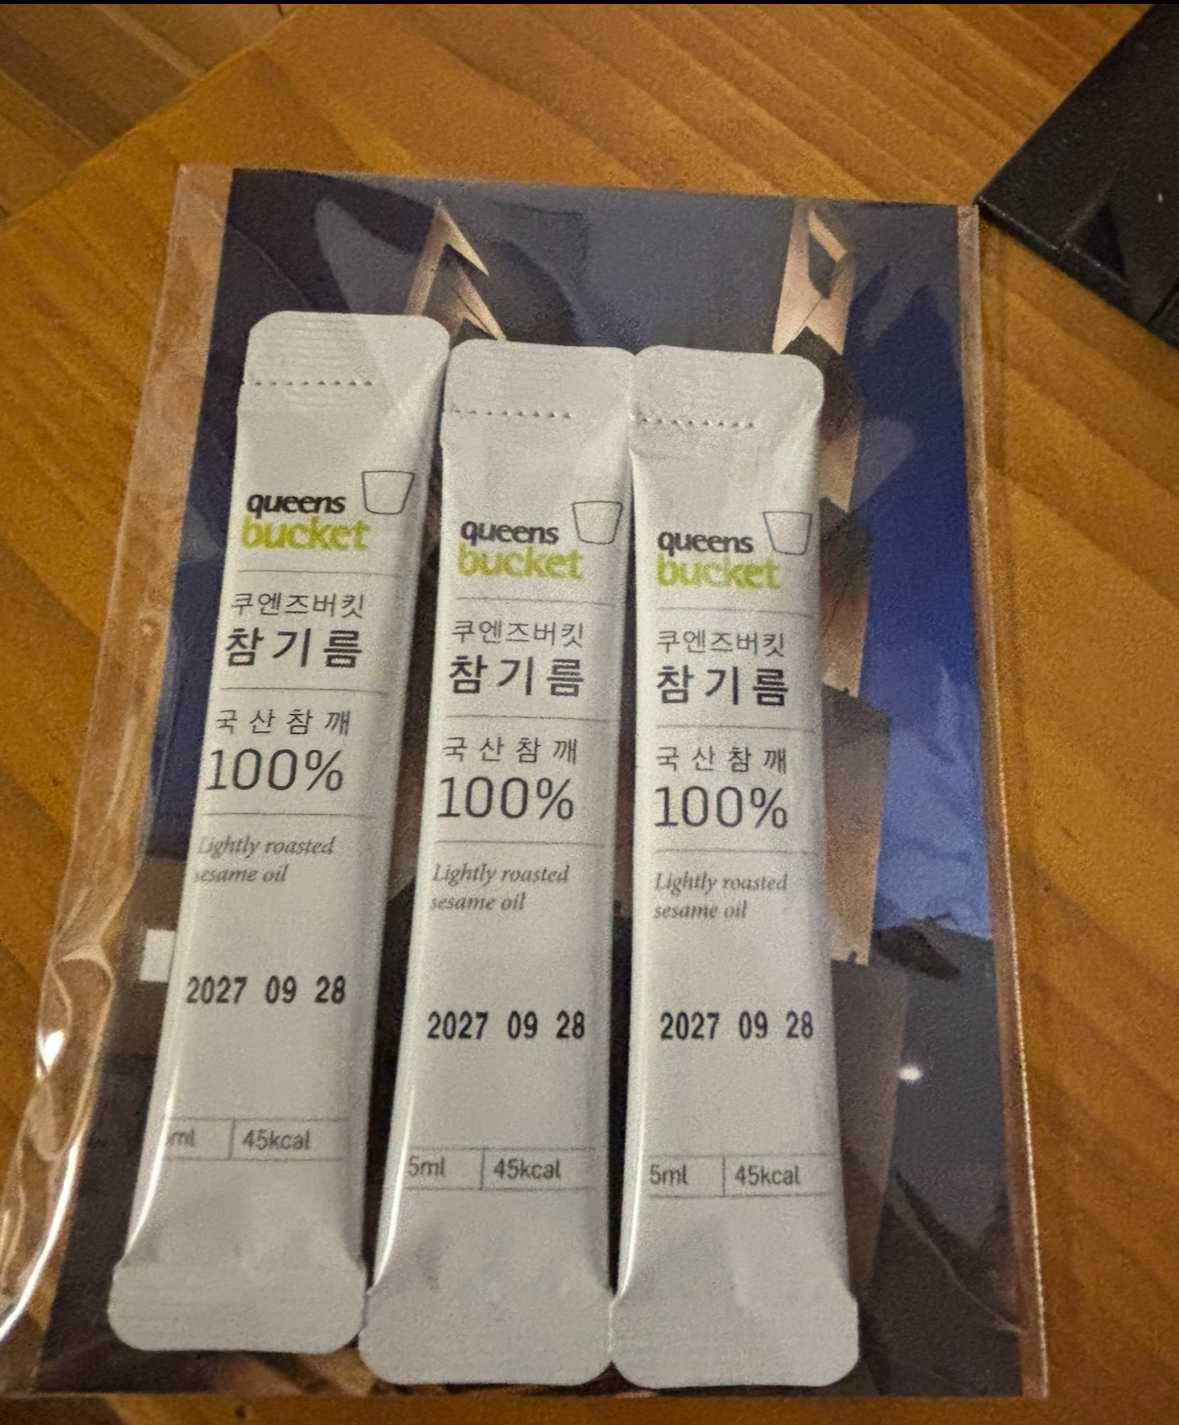 queens
bucket
쿠엔즈버킷
참기름
국산참깨
100%
Lightly roasted
sesame oil
2027 09 28
45kcal
queens
bucket
쿠엔즈버킷
참기름
국산참깨
100%
Lightly roasted
sesame oil
2027 09 28
5ml
45kcal
queens
bucket
쿠엔즈버킷
참기름
국산참깨
100%
Lightly roasted
sesame oil
2027 09 28
5ml
45kcal